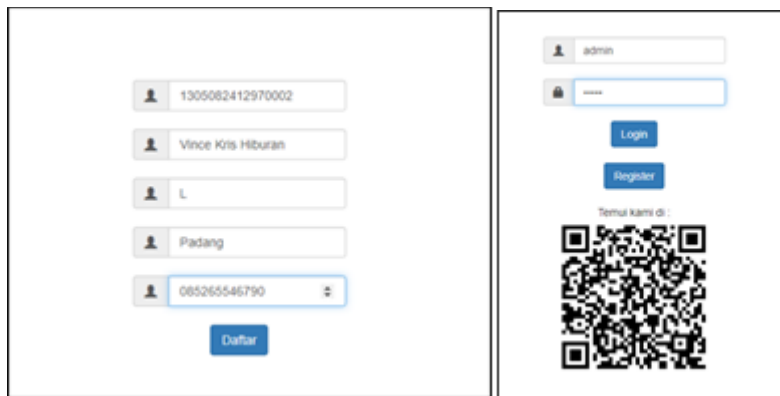 1305082412970002
Vince Kris Hiburan
L
Padang
085265546790
Daftar
admin
-----
Login
Register
Temui kami di :